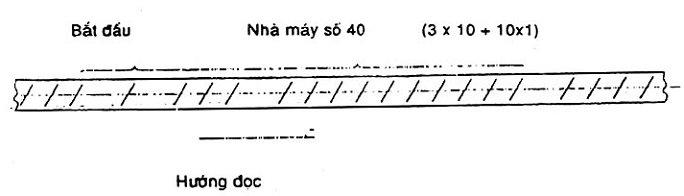 Bắt đầu Nhà máy số 40 (3 x 10 + 10x1)
Hướng đọc